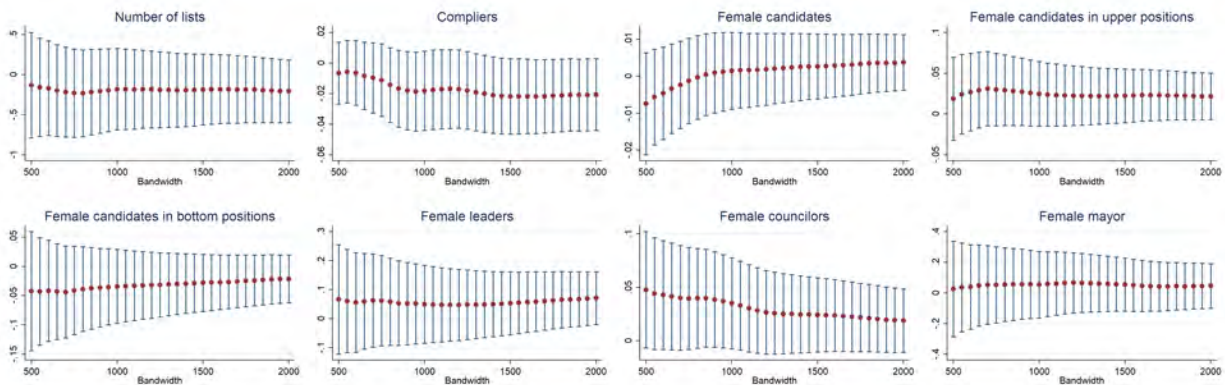 Number of lists
.5
0
-.5
-1
500 1000 1500 2000
Bandwidth
Compliers
.02
0
-.02
-.04
-.06
500 1000 1500 2000
Bandwidth
Female candidates
.01
0
-.01
-.02
500 1000 1500 2000
Bandwidth
Female candidates in upper positions
.1
.05
0
-.05
500 1000 1500 2000
Bandwidth
Female candidates in bottom positions
.05
0
-.05
-.1
-.15
500 1000 1500 2000
Bandwidth
Female leaders
.3
.2
.1
0
-.1
500 1000 1500 2000
Bandwidth
Female councilors
.1
.05
0
500 1000 1500 2000
Bandwidth
Female mayor
.4
.2
0
-.2
-.4
500 1000 1500 2000
Bandwidth